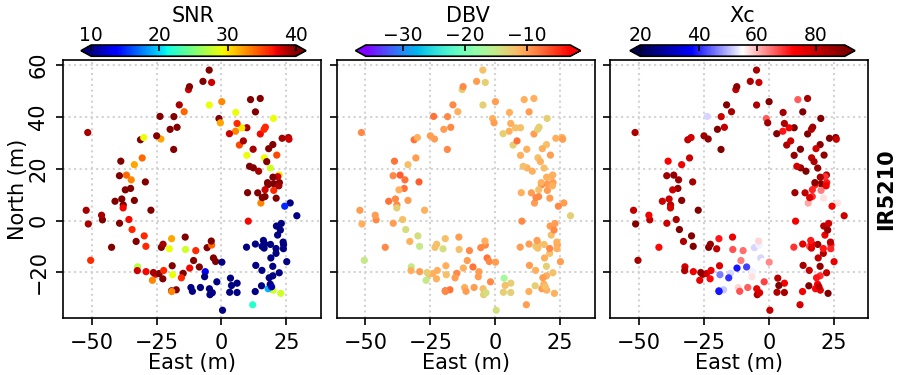 SNR DBV Xc
10 20 30 40 −30 −20 −10 20 40 60 80
60
40
20
0
−20
North (m)
IR5210
−50 −25 0 25 −50 −25 0 25 −50 −25 0 25
East (m) East (m) East (m)